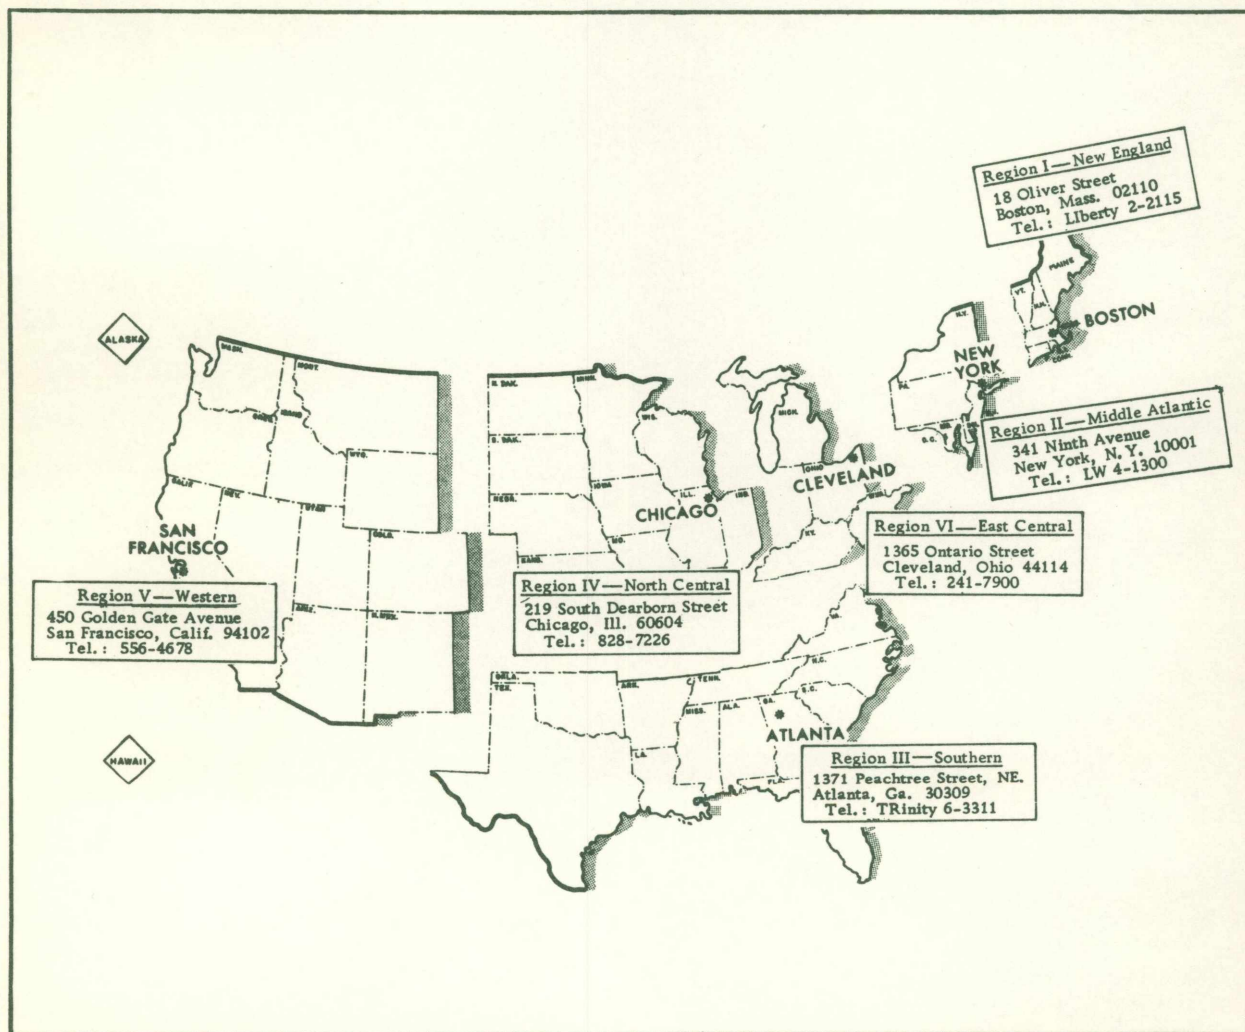 Region I—New England
18 Oliver Street
Boston, Mass. 02110
Tel.: LIberty 2-2115
MAINE
VT.
N.H.
BOSTON
N.Y.
NEW
YORK
PA.
D.C.
Region II—Middle Atlantic
341 Ninth Avenue
New York, N.Y. 10001
Tel.: LW 4-1300
ALASKA
WASH.
MONT.
IDAHO
WYO.
CALIF.
NEV.
UTAH
COLO.
ARIZ.
N. MEX.
SAN
FRANCISCO
Region V—Western
450 Golden Gate Avenue
San Francisco, Calif. 94102
Tel.: 556-4678
N. DAK.
MINN.
S. DAK.
WIS.
NEBR.
IOWA
KANS.
MO.
ILL.
IND.
CHICAGO
Region IV—North Central
219 South Dearborn Street
Chicago, Ill. 60604
Tel.: 828-7226
MICH.
OHIO
CLEVELAND
KY.
W.VA.
Region VI—East Central
1365 Ontario Street
Cleveland, Ohio 44114
Tel.: 241-7900
HAWAII
OKLA.
TEX.
ARK.
LA.
TENN.
MISS.
ALA.
GA.
FLA.
S.C.
N.C.
VA.
ATLANTA
Region III—Southern
1371 Peachtree Street, NE.
Atlanta, Ga. 30309
Tel.: TRinity 6-3311